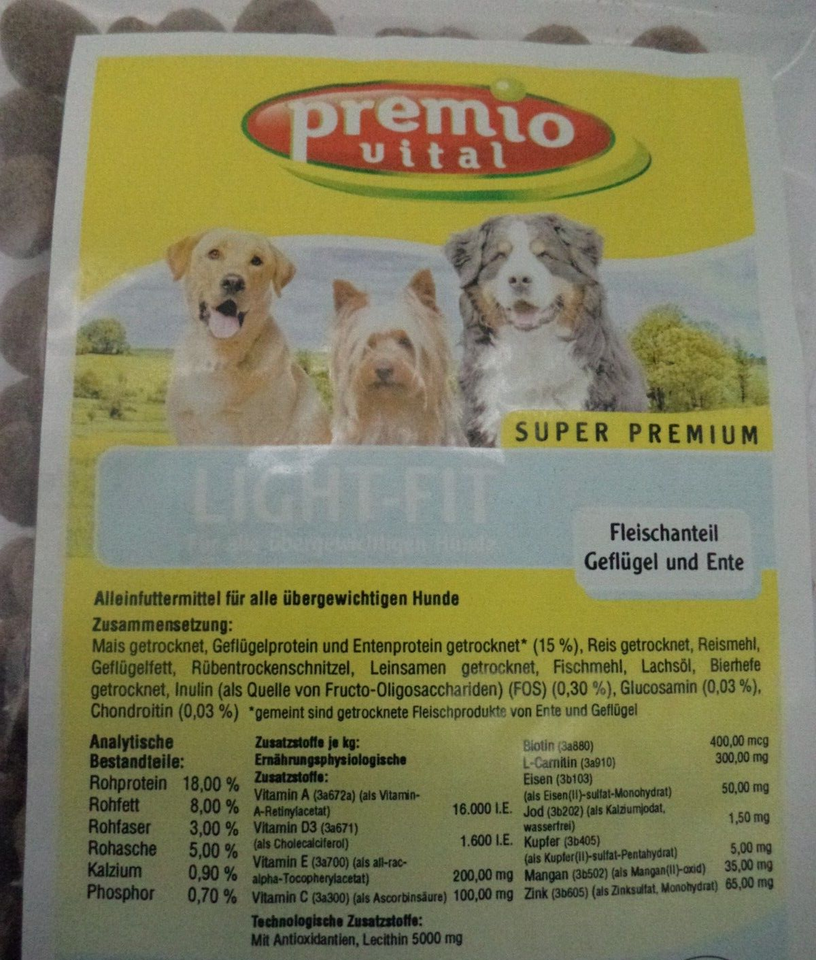 premio
vital
SUPER PREMIUM
LIGHT-FIT
Für alle übergewichtigen Hunde
Fleischanteil
Geflügel und Ente
Alleinfuttermittel für alle übergewichtigen Hunde
Zusammensetzung:
Mais getrocknet, Geflügelprotein und Entenprotein getrocknet* (15 %), Reis getrocknet, Reismehl,
Geflügelfett, Rübentrockenschnitzel, Leinsamen getrocknet, Fischmehl, Lachsöl, Bierhefe
getrocknet, Inulin (als Quelle von Fructo-Oligosacchariden) (FOS) (0,30 %), Glucosamin (0,03 %),
Chondroitin (0,03 %) *gemeint sind getrocknete Fleischprodukte von Ente und Geflügel
Analytische
Bestandteile:
Rohprotein 18,00 %
Rohfett 8,00 %
Rohfaser 3,00 %
Rohasche 5,00 %
Kalzium 0,90 %
Phosphor 0,70 %
Zusatzstoffe je kg:
Ernährungsphysiologische
Zusatzstoffe:
Vitamin A (3a672a) (als Vitamin-
A-Retinylacetat) 16.000 I.E.
Vitamin D3 (3a671)
(als Cholecalciferol) 1.600 I.E.
Vitamin E (3a700) (als all-rac-
alpha-Tocopherylacetat) 200,00 mg
Vitamin C (3a300) (als Ascorbinsäure) 100,00 mg
Technologische Zusatzstoffe:
Mit Antioxidantien, Lecithin 5000 mg
Biotin (3a880) 400,00 mcg
L-Carnitin (3a910) 300,00 mg
Eisen (3b103)
(als Eisen(II)-sulfat-Monohydrat) 50,00 mg
Jod (3b202) (als Kalziumjodat,
wasserfrei) 1,50 mg
Kupfer (3b405)
(als Kupfer(II)-sulfat-Pentahydrat) 5,00 mg
Mangan (3b502) (als Mangan(II)-oxid) 35,00 mg
Zink (3b605) (als Zinksulfat, Monohydrat) 65,00 mg